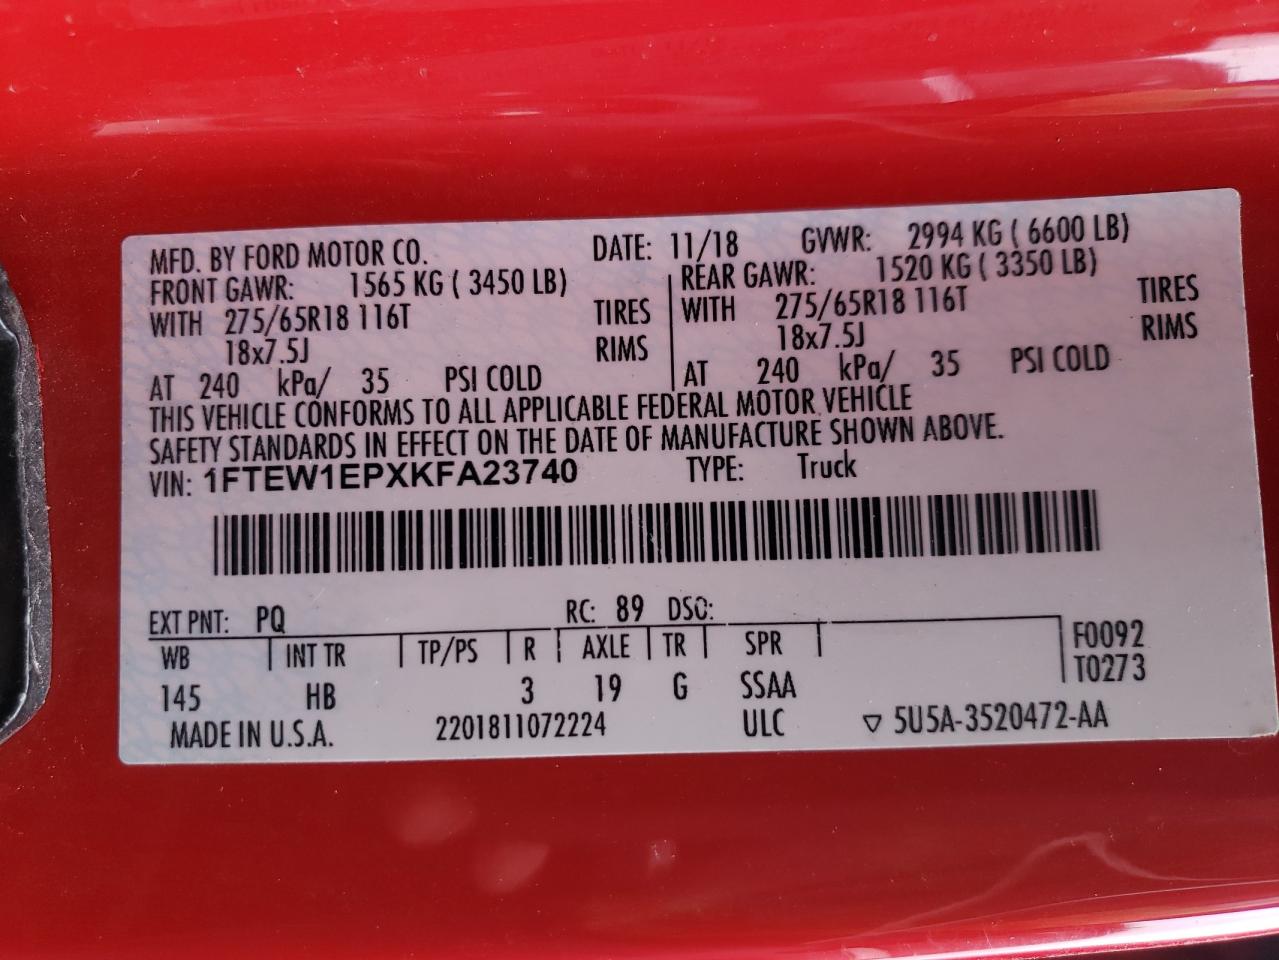 MFD. BY FORD MOTOR CO. DATE: 11/18 GVWR: 2994 KG ( 6600 LB)
FRONT GAWR: 1565 KG ( 3450 LB) REAR GAWR: 1520 KG ( 3350 LB)
WITH 275/65R18 116T TIRES WITH 275/65R18 116T TIRES
18x7.5J RIMS 18x7.5J RIMS
AT 240 kPa/ 35 PSI COLD AT 240 kPa/ 35 PSI COLD
THIS VEHICLE CONFORMS TO ALL APPLICABLE FEDERAL MOTOR VEHICLE
SAFETY STANDARDS IN EFFECT ON THE DATE OF MANUFACTURE SHOWN ABOVE.
VIN: 1FTEW1EPXKFA23740 TYPE: Truck
EXT PNT: PQ RC: 89 DSO:
WB INT TR TP/PS R AXLE TR SPR F0092
145 HB 3 19 G SSAA T0273
MADE IN U.S.A. 2201811072224 ULC ▽ 5U5A-3520472-AA